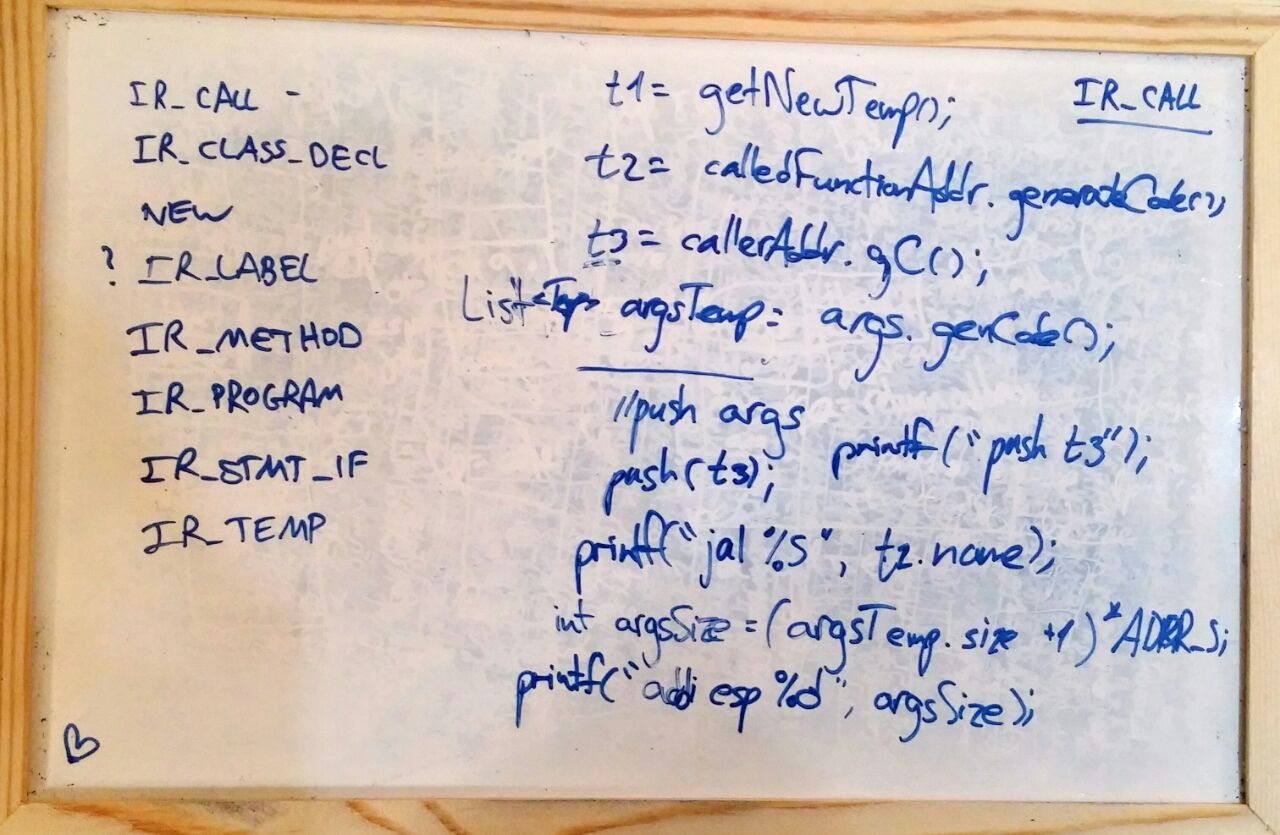 IR_CALL -
IR_CLASS_DECL
NEW
? IR_LABEL
IR_METHOD
IR_PROGRAM
IR_STMT_IF
IR_TEMP
IR_CALL
t1 = getNewTemp();
t2 = calledFunctionAddr.generateCode();
t3 = callerAddr.gC();
List<Temp> argsTemp = args.genCode();
//push args
push(t3); printf("push t3");
printf("jal %s", t2.name);
int argsSize = (argsTemp.size +1)*ADDR_S;
printf("addi esp %d", argsSize);